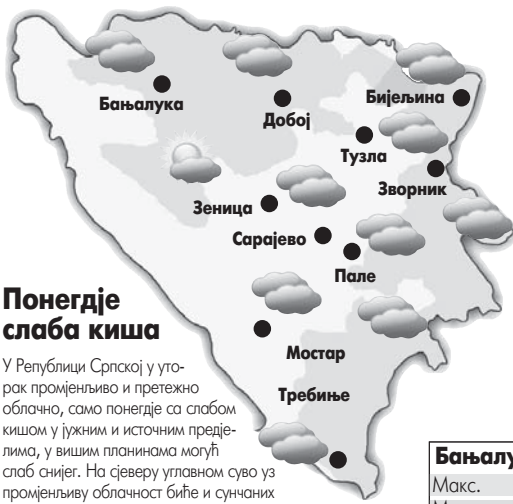 Бањалука
Добој
Бијељина
Тузла
Зворник
Зеница
Сарајево
Пале
Мостар
Требиње
Понегдје
слаба киша
У Републици Српској у уто-
рак промјенљиво и претежно
облачно, само понегдје са слабом
кишом у јужним и источним предје-
лима, у вишим планинама могућ
слаб снијег. На сјеверу углавном суво уз
промјенљиву облачност биће и сунчаних
Макс.